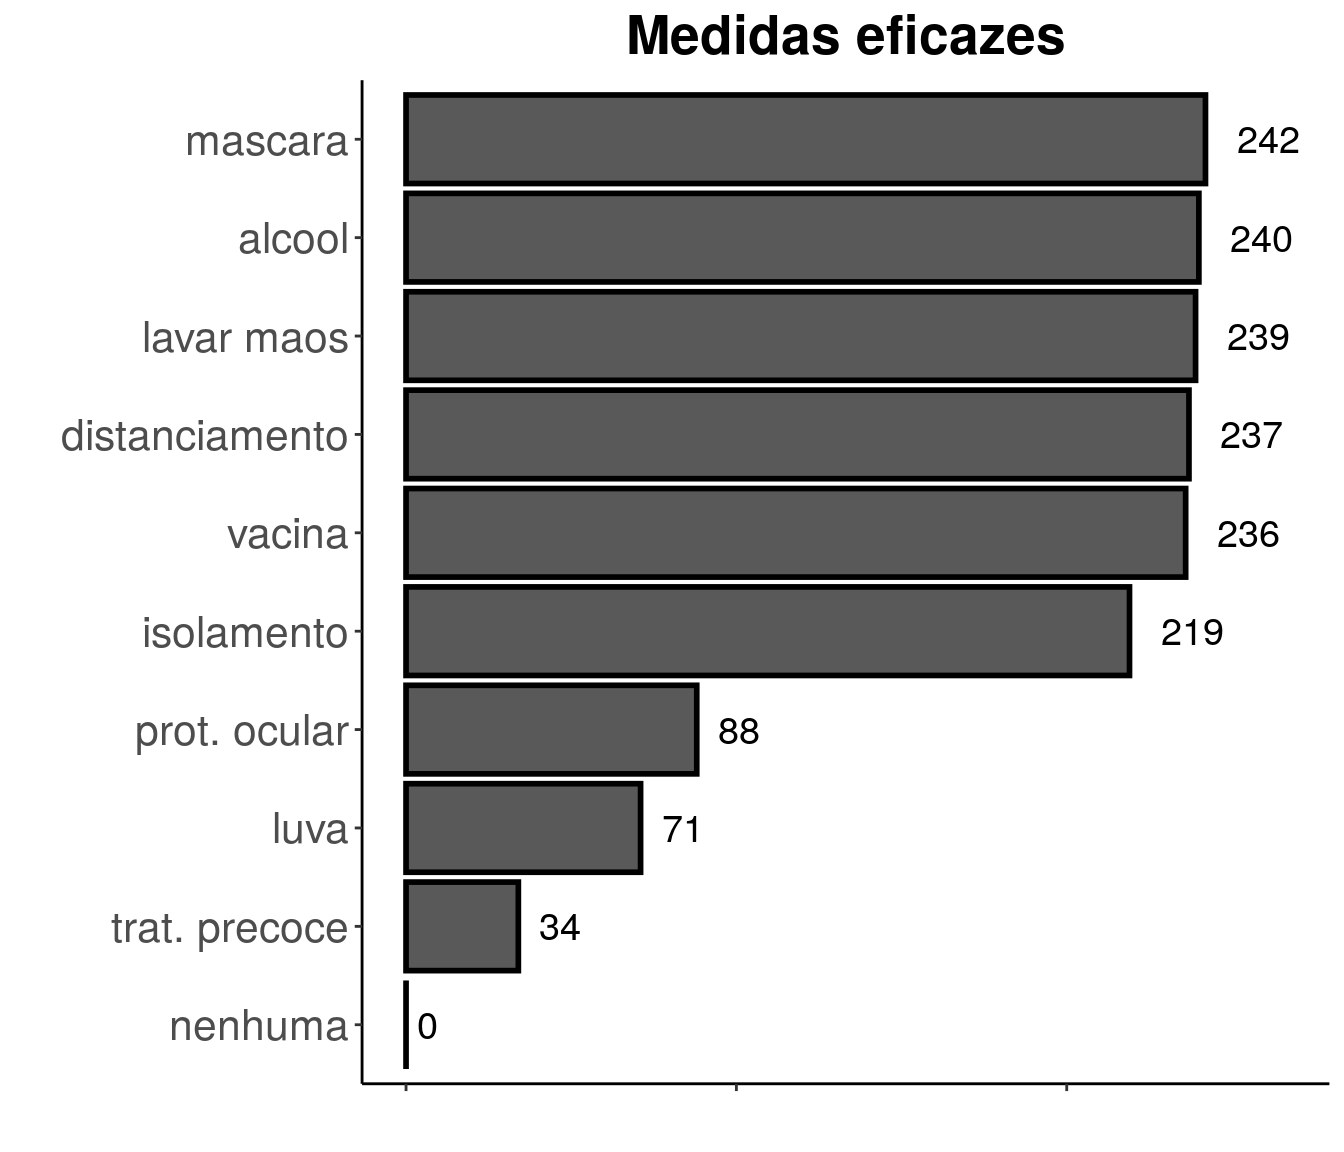 Medidas eficazes
mascara 242
alcool 240
lavar maos 239
distanciamento 237
vacina 236
isolamento 219
prot. ocular 88
luva 71
trat. precoce 34
nenhuma 0